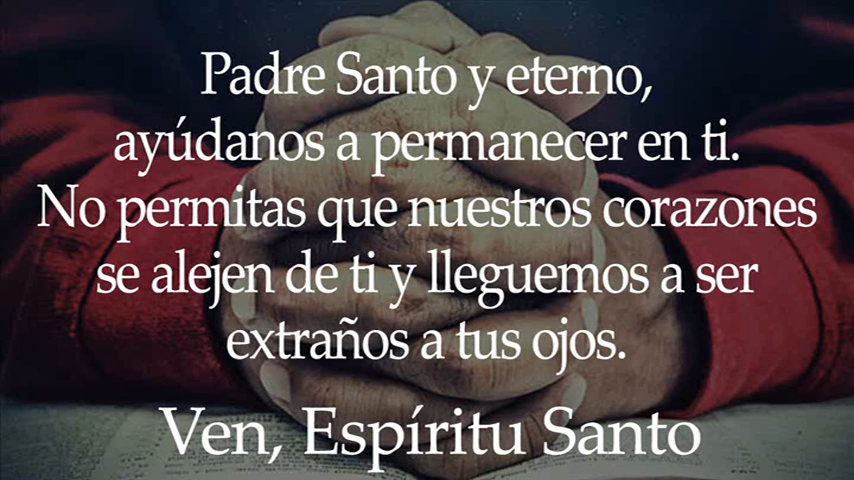 Padre Santo y eterno,
ayúdanos a permanecer en ti.
No permitas que nuestros corazones
se alejen de ti y lleguemos a ser
extraños a tus ojos.
Ven, Espíritu Santo